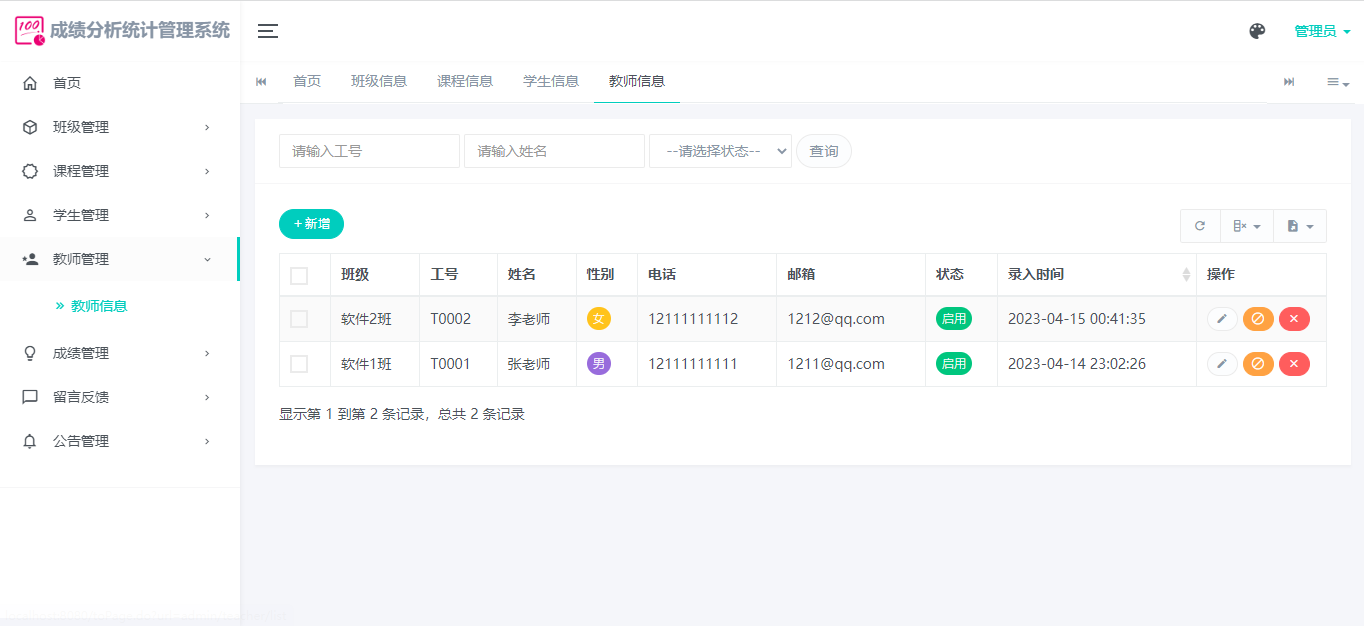 100 成绩分析统计管理系统
管理员
首页
班级管理
课程管理
学生管理
教师管理
» 教师信息
成绩管理
留言反馈
公告管理
首页 班级信息 课程信息 学生信息 教师信息
请输入工号 请输入姓名 --请选择状态-- 查询
+ 新增
班级 工号 姓名 性别 电话 邮箱 状态 录入时间 操作
软件2班 T0002 李老师 女 12111111112 1212@qq.com 启用 2023-04-15 00:41:35
软件1班 T0001 张老师 男 12111111111 1211@qq.com 启用 2023-04-14 23:02:26
显示第 1 到第 2 条记录，总共 2 条记录